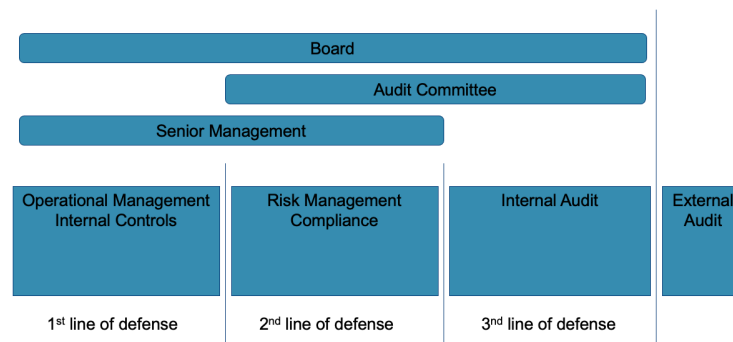 Board
Audit Committee
Senior Management
Operational Management
Internal Controls
Risk Management
Compliance
Internal Audit
External
Audit
1st line of defense
2nd line of defense
3rd line of defense